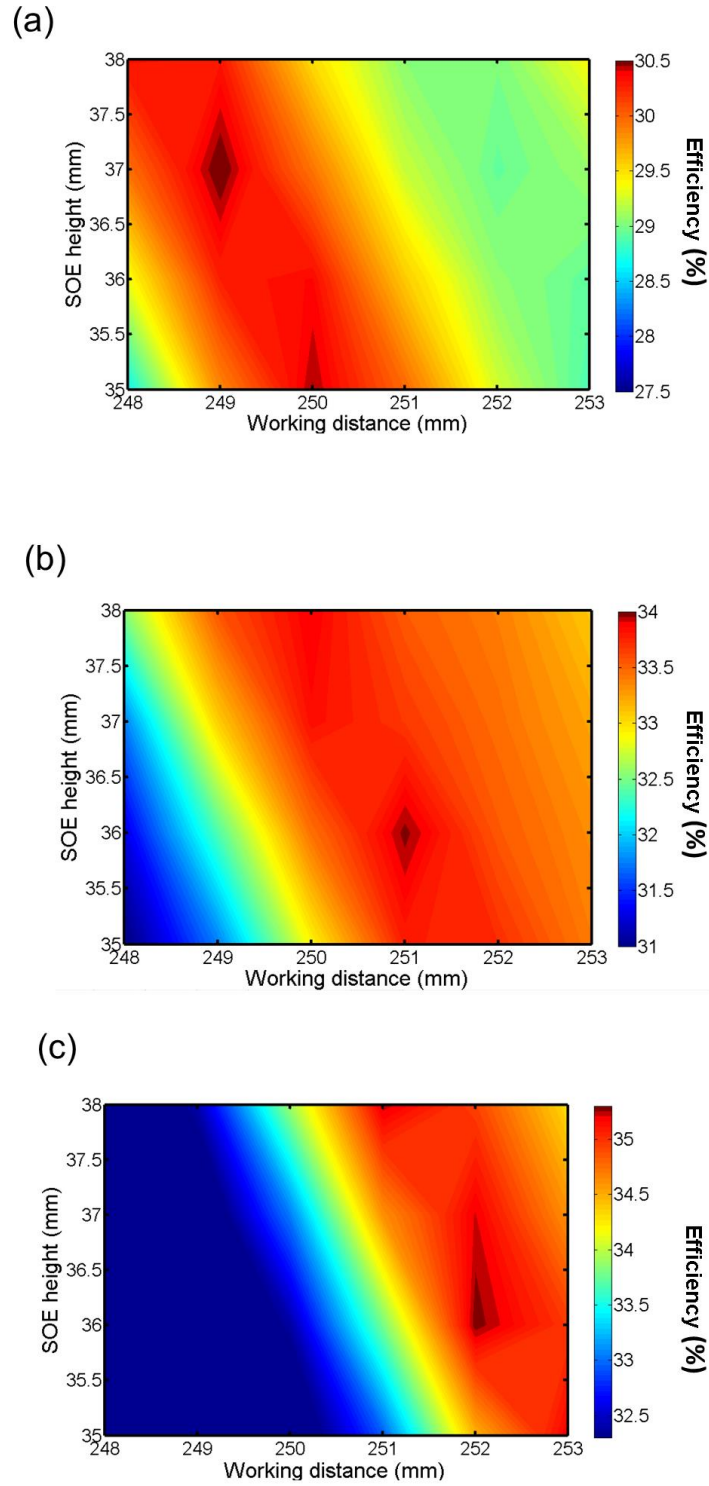 (a)
38
37.5
37
36.5
36
35.5
35
SOE height (mm)
248 249 250 251 252 253
Working distance (mm)
30.5
30
29.5
29
28.5
28
27.5
Efficiency (%)
(b)
38
37.5
37
36.5
36
35.5
35
SOE height (mm)
248 249 250 251 252 253
Working distance (mm)
34
33.5
33
32.5
32
31.5
31
Efficiency (%)
(c)
38
37.5
37
36.5
36
35.5
35
SOE height (mm)
248 249 250 251 252 253
Working distance (mm)
35
34.5
34
33.5
33
32.5
Efficiency (%)